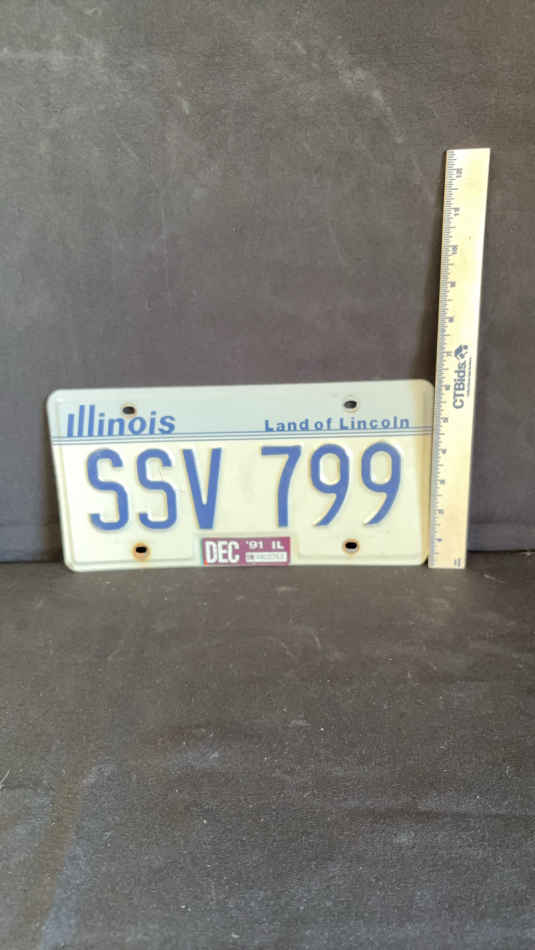 Illinois
Land of Lincoln
SSV 799
DEC '91 IL
CTBids